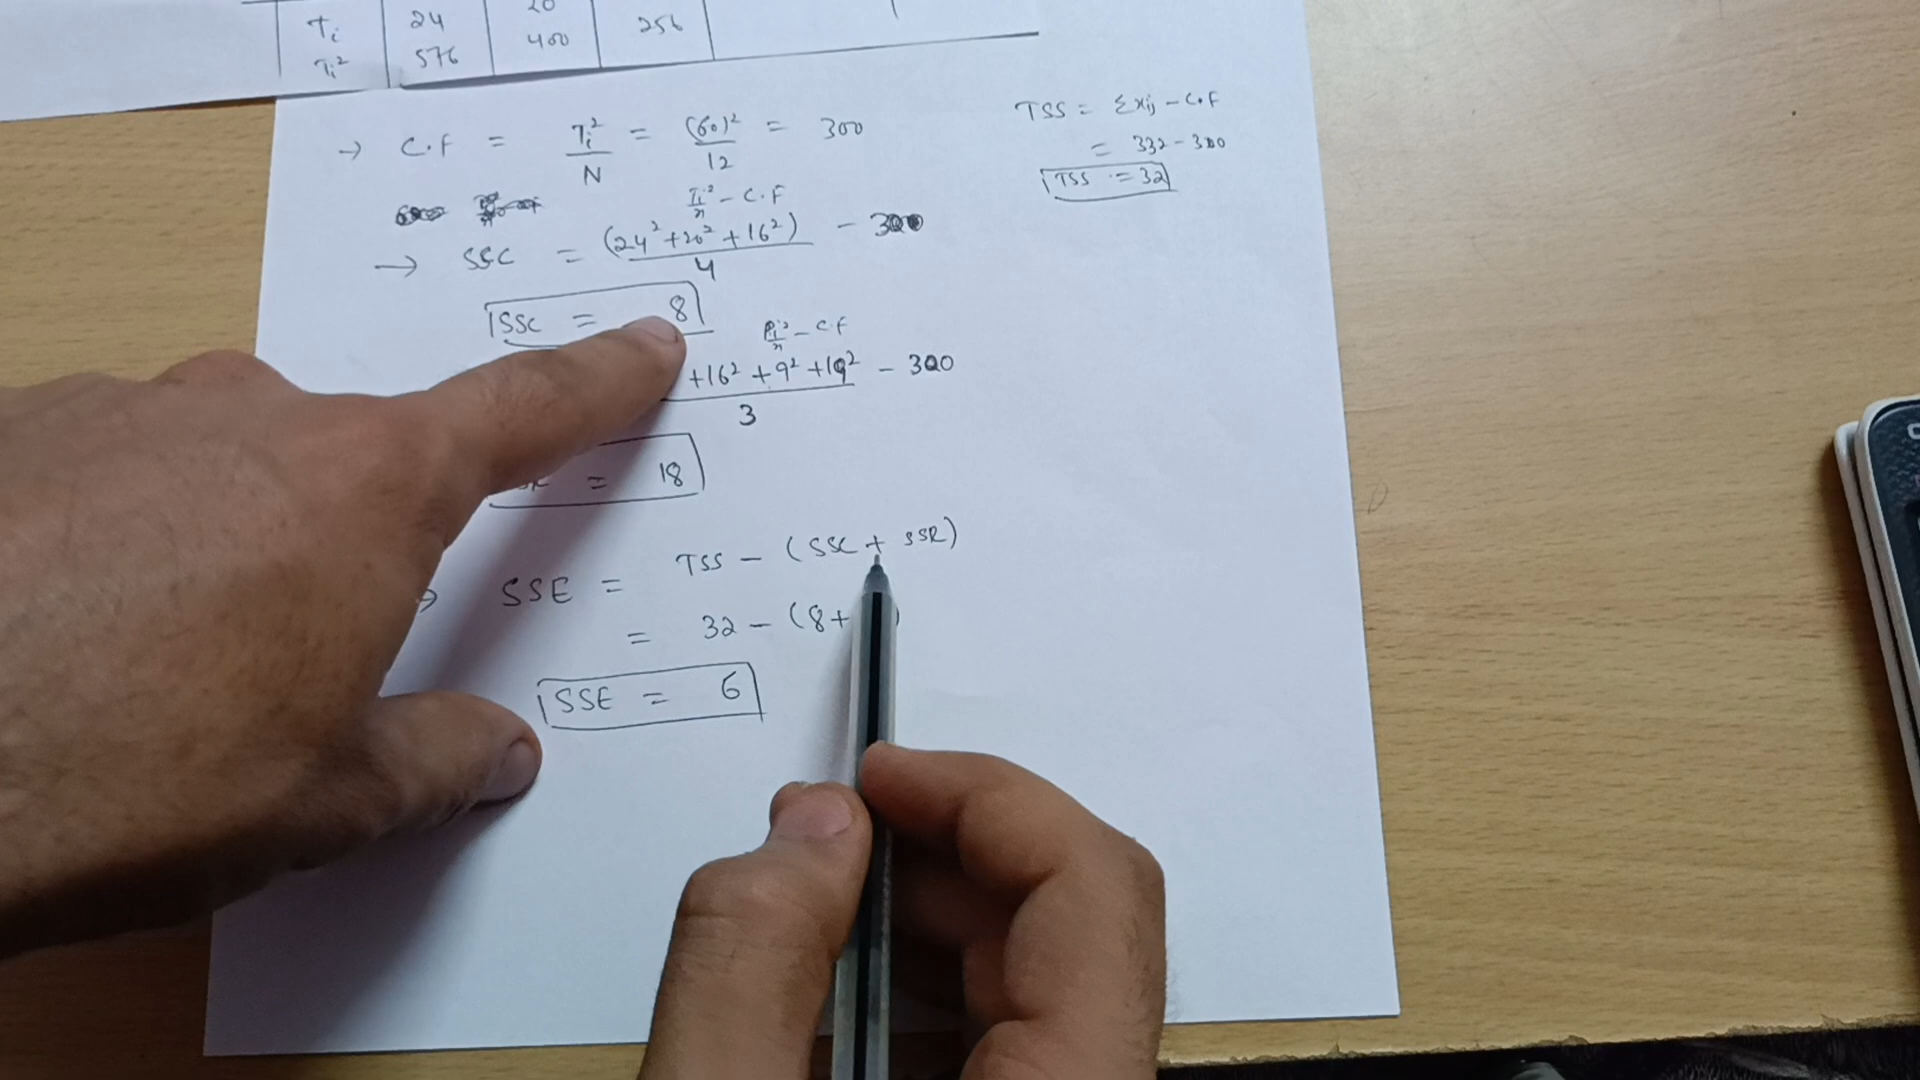 Ti 24 20
Ti² 576 400 256
→ C.F = Ti²/N = (60)²/12 = 300
TSS = Σxij - C.F
= 332 - 300
TSS = 32
Ti²/n - C.F
→ SSC = (24² + 20² + 16²)/4 - 300
SSC = 8
Ri²/n - C.F
+16² + 9² + 19²/3 - 300
= 18
→ SSE = TSS - (SSC + SSR)
= 32 - (8+
SSE = 6